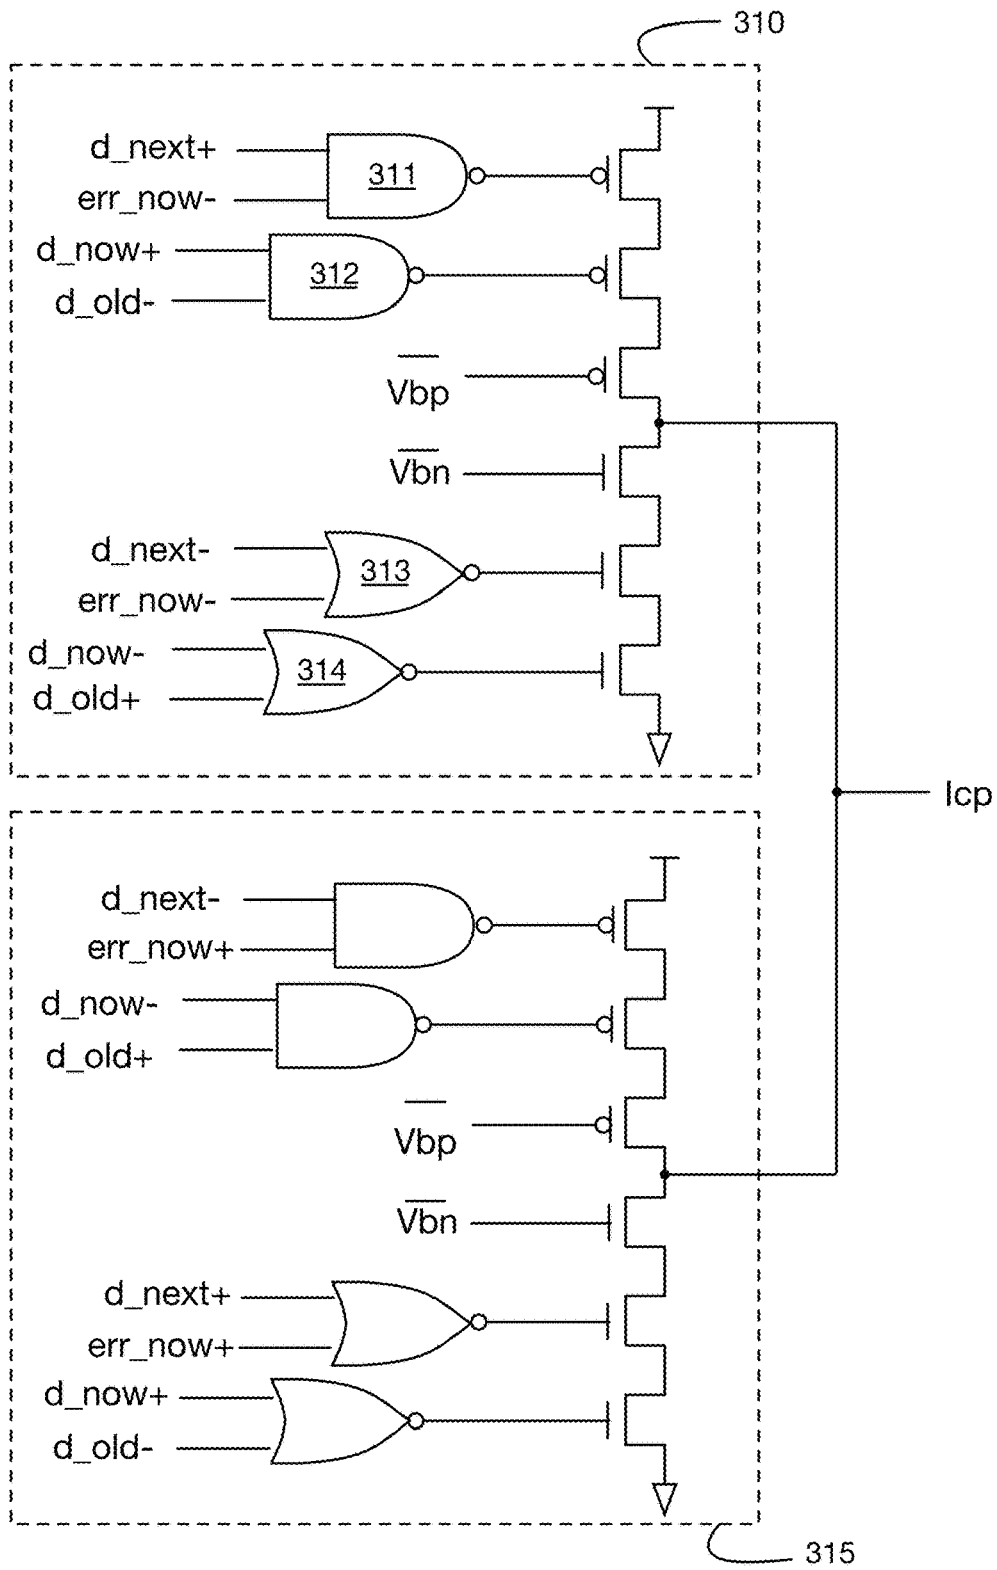 310
d_next+
311
err_now-
d_now+
312
d_old-
Vbp
Vbn
d_next-
313
err_now-
d_now-
314
d_old+
Icp
d_next-
err_now+
d_now-
d_old+
Vbp
Vbn
d_next+
err_now+
d_now+
d_old-
315